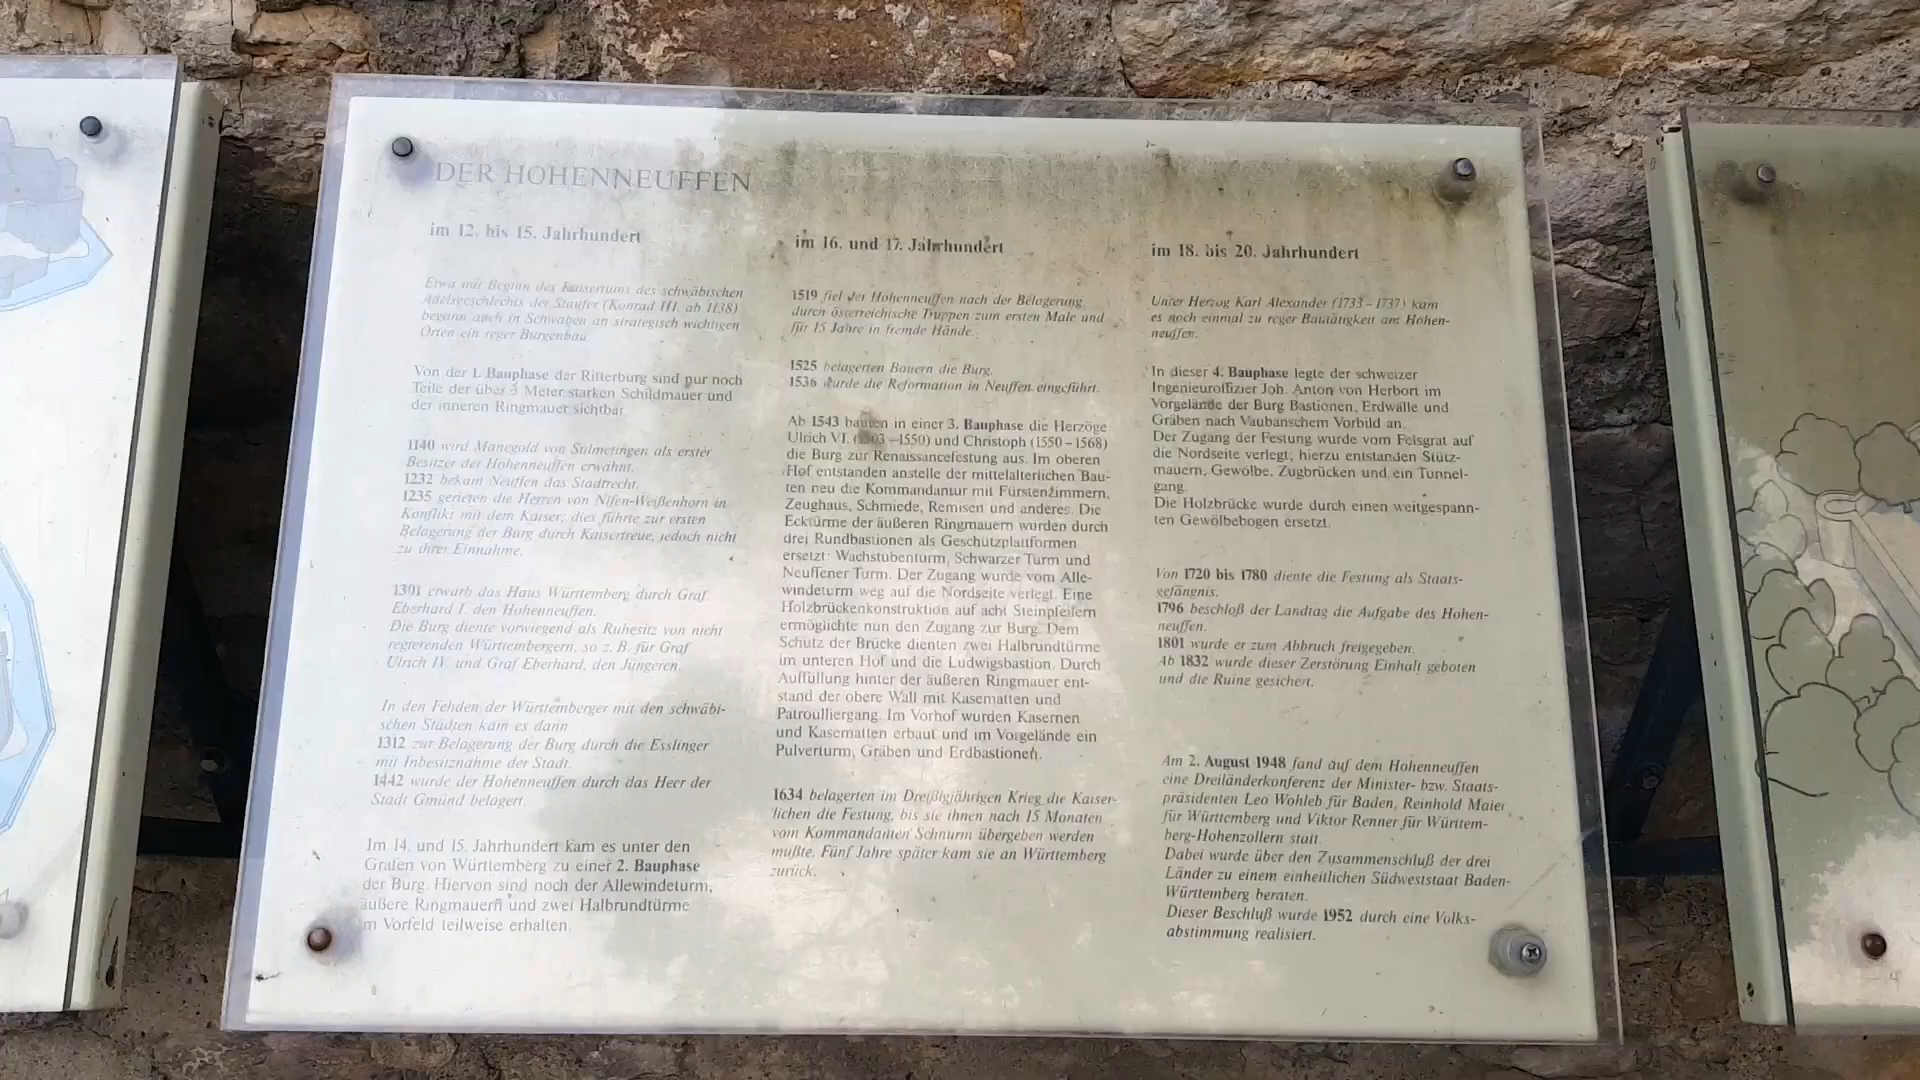 DER HOHENNEUFFEN
im 12. bis 15. Jahrhundert
Etwa mit Beginn des Kaisertums des schwäbischen
Adelsgeschlechts der Staufer (Konrad III. ab 1138)
begann auch in Schwaben an strategisch wichtigen
Orten ein reger Burgenbau.
Von der 1. Bauphase der Ritterburg sind nur noch
Teile der über 3 Meter starken Schildmauer und
der inneren Ringmauer sichtbar.
1140 wird Manegold von Sulmetingen als erster
Besitzer der Hohenneuffen erwähnt.
1232 bekam Neuffen das Stadtrecht.
1235 gerieten die Herren von Nifen-Weißenhorn in
Konflikt mit dem Kaiser; dies führte zur ersten
Belagerung der Burg durch Kaisertreue, jedoch nicht
zu ihrer Einnahme.
1301 erwarb das Haus Württemberg durch Graf
Eberhard I. den Hohenneuffen.
Die Burg diente vorwiegend als Ruhesitz von nicht
regierenden Württembergern, so z. B. für Graf
Ulrich IV. und Graf Eberhard, den Jüngeren.
In den Fehden der Württemberger mit den schwäbi-
schen Städten kam es dann
1312 zur Belagerung der Burg durch die Esslinger
mit Inbesitznahme der Stadt.
1442 wurde der Hohenneuffen durch das Heer der
Stadt Gmünd belagert.
Im 14. und 15. Jahrhundert kam es unter den
Grafen von Württemberg zu einer 2. Bauphase
der Burg. Hiervon sind noch der Allewindeturm,
äußere Ringmauern und zwei Halbrundtürme
im Vorfeld teilweise erhalten.
im 16. und 17. Jahrhundert
1519 fiel der Hohenneuffen nach der Belagerung
durch österreichische Truppen zum ersten Male und
für 15 Jahre in fremde Hände.
1525 belagerten Bauern die Burg.
1536 wurde die Reformation in Neuffen eingeführt.
Ab 1543 bauten in einer 3. Bauphase die Herzöge
Ulrich VI. (1503–1550) und Christoph (1550–1568)
die Burg zur Renaissancefestung aus. Im oberen
Hof entstanden anstelle der mittelalterlichen Bau-
ten neu die Kommandantur mit Fürstenzimmern,
Zeughaus, Schmiede, Remisen und anderes. Die
Ecktürme der äußeren Ringmauern wurden durch
drei Rundbastionen als Geschützplattformen
ersetzt: Wachstubenturm, Schwarzer Turm und
Neuffener Turm. Der Zugang wurde vom Alle-
windeturm weg auf die Nordseite verlegt. Eine
Holzbrückenkonstruktion auf acht Steinpfeilern
ermöglichte nun den Zugang zur Burg. Dem
Schutz der Brücke dienten zwei Halbrundtürme
im unteren Hof und die Ludwigsbastion. Durch
Auffüllung hinter der äußeren Ringmauer ent-
stand der obere Wall mit Kasematten und
Patroulliergang. Im Vorhof wurden Kasernen
und Kasematten erbaut und im Vorgelände ein
Pulverturm, Gräben und Erdbastionen.
1634 belagerten im Dreißigjährigen Krieg die Kaiser-
lichen die Festung, bis sie ihnen nach 15 Monaten
vom Kommandanten Schnurm übergeben werden
mußte. Fünf Jahre später kam sie an Württemberg
zurück.
im 18. bis 20. Jahrhundert
Unter Herzog Karl Alexander (1733–1737) kam
es noch einmal zu reger Bautätigkeit am Hohen-
neuffen.
In dieser 4. Bauphase legte der schweizer
Ingenieuroffizier Joh. Anton von Herbort im
Vorgelände der Burg Bastionen, Erdwälle und
Gräben nach Vaubanschem Vorbild an.
Der Zugang der Festung wurde vom Felsgrat auf
die Nordseite verlegt; hierzu entstanden Stütz-
mauern, Gewölbe, Zugbrücken und ein Tunnel-
gang.
Die Holzbrücke wurde durch einen weitgespann-
ten Gewölbebogen ersetzt.
Von 1720 bis 1780 diente die Festung als Staats-
gefängnis.
1796 beschloß der Landtag die Aufgabe des Hohen-
neuffen.
1801 wurde er zum Abbruch freigegeben.
Ab 1832 wurde dieser Zerstörung Einhalt geboten
und die Ruine gesichert.
Am 2. August 1948 fand auf dem Hohenneuffen
eine Dreiländerkonferenz der Minister- bzw. Staats-
präsidenten Leo Wohleb für Baden, Reinhold Maier
für Württemberg und Viktor Renner für Württem-
berg-Hohenzollern statt.
Dabei wurde über den Zusammenschluß der drei
Länder zu einem einheitlichen Südweststaat Baden-
Württemberg beraten.
Dieser Beschluß wurde 1952 durch eine Volks-
abstimmung realisiert.